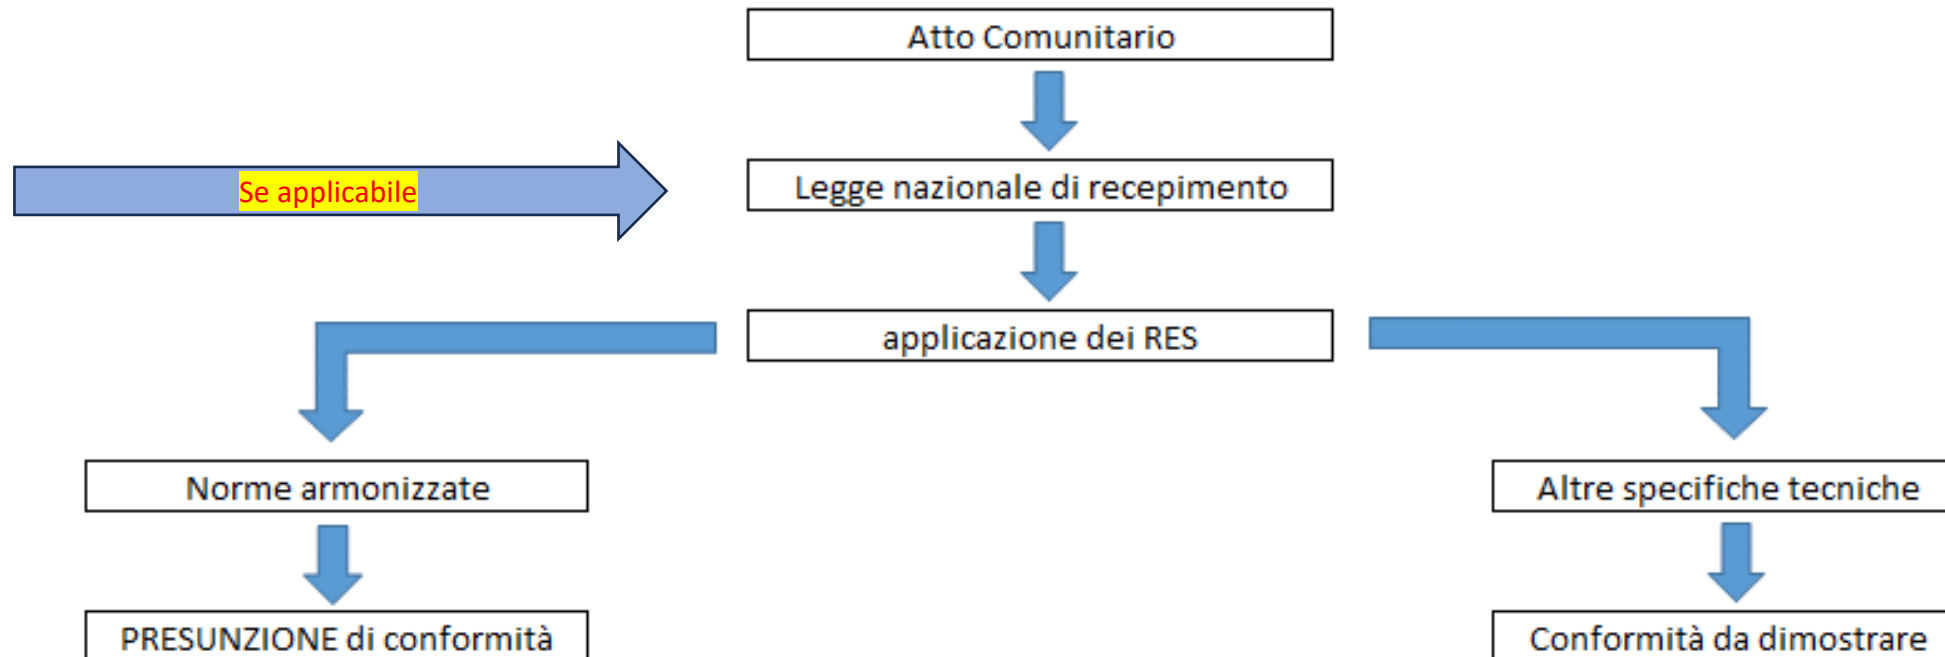 Atto Comunitario
Se applicabile
Legge nazionale di recepimento
applicazione dei RES
Norme armonizzate
Altre specifiche tecniche
PRESUNZIONE di conformità
Conformità da dimostrare